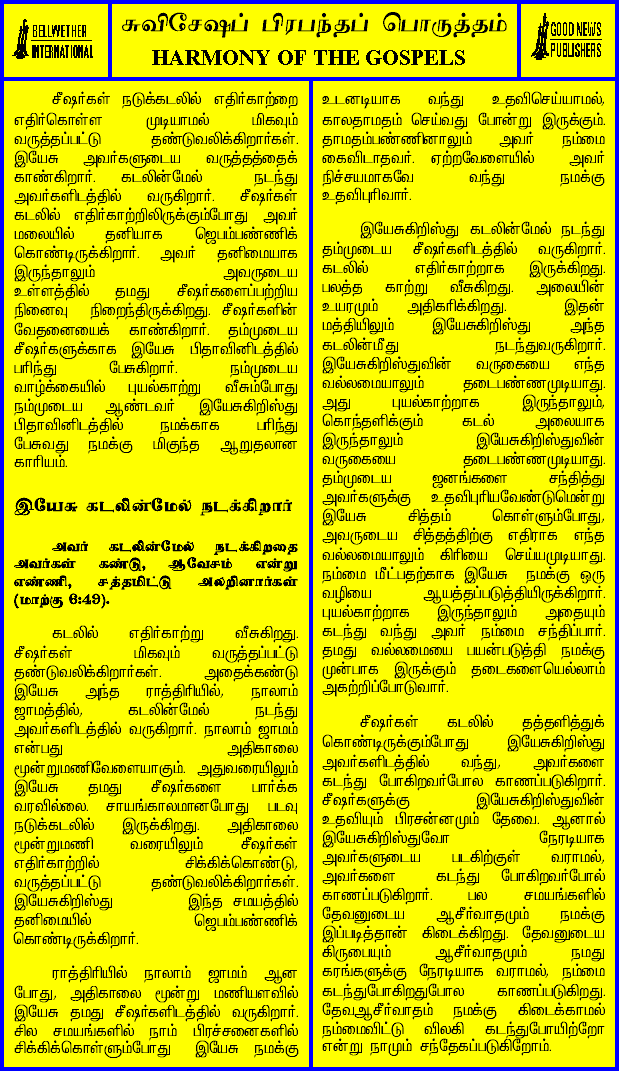 BELLWETHER
INTERNATIONAL
சுவிசேஷப் பிரபந்தப் பொருத்தம்
HARMONY OF THE GOSPELS
GOOD NEWS
PUBLISHERS
சீஷர்கள் நடுக்கடலில் எதிர்காற்றை
எதிர்கொள்ள முடியாமல் மிகவும்
வருத்தப்பட்டு தண்டுவலிக்கிறார்கள்.
இயேசு அவர்களுடைய வருத்தத்தைக்
காண்கிறார். கடலின்மேல் நடந்து
அவர்களிடத்தில் வருகிறார். சீஷர்கள்
கடலில் எதிர்காற்றிலிருக்கும்போது அவர்
மலையில் தனியாக ஜெபம்பண்ணிக்
கொண்டிருக்கிறார். அவர் தனிமையாக
இருந்தாலும் அவருடைய
உள்ளத்தில் தமது சீஷர்களைப்பற்றிய
நினைவு நிறைந்திருக்கிறது. சீஷர்களின்
வேதனையைக் காண்கிறார். தம்முடைய
சீஷர்களுக்காக இயேசு பிதாவினிடத்தில்
பரிந்து பேசுகிறார். நம்முடைய
வாழ்க்கையில் புயல்காற்று வீசும்போது
நம்முடைய ஆண்டவர் இயேசுகிறிஸ்து
பிதாவினிடத்தில் நமக்காக பரிந்து
பேசுவது நமக்கு மிகுந்த ஆறுதலான
காரியம்.
இயேசு கடலின்மேல் நடக்கிறார்
அவர் கடலின்மேல் நடக்கிறதை
அவர்கள் கண்டு, ஆவேசம் என்று
எண்ணி, சத்தமிட்டு அலறினார்கள்
(மாற்கு 6:49).
கடலில் எதிர்காற்று வீசுகிறது.
சீஷர்கள் மிகவும் வருத்தப்பட்டு
தண்டுவலிக்கிறார்கள். அதைக்கண்டு
இயேசு அந்த ராத்திரியில், நாலாம்
ஜாமத்தில், கடலின்மேல் நடந்து
அவர்களிடத்தில் வருகிறார். நாலாம் ஜாமம்
என்பது அதிகாலை
மூன்றுமணிவேளையாகும். அதுவரையிலும்
இயேசு தமது சீஷர்களை பார்க்க
வரவில்லை. சாயங்காலமானபோது படவு
நடுக்கடலில் இருக்கிறது. அதிகாலை
மூன்றுமணி வரையிலும் சீஷர்கள்
எதிர்காற்றில் சிக்கிக்கொண்டு,
வருத்தப்பட்டு தண்டுவலிக்கிறார்கள்.
இயேசுகிறிஸ்து இந்த சமயத்தில்
தனிமையில் ஜெபம்பண்ணிக்
கொண்டிருக்கிறார்.
ராத்திரியில் நாலாம் ஜாமம் ஆன
போது, அதிகாலை மூன்று மணியளவில்
இயேசு தமது சீஷர்களிடத்தில் வருகிறார்.
சில சமயங்களில் நாம் பிரச்சனைகளில்
சிக்கிக்கொள்ளும்போது இயேசு நமக்கு
உடனடியாக வந்து உதவிசெய்யாமல்,
காலதாமதம் செய்வது போன்று இருக்கும்.
தாமதம்பண்ணினாலும் அவர் நம்மை
கைவிடாதவர். ஏற்றவேளையில் அவர்
நிச்சயமாகவே வந்து நமக்கு
உதவிபுரிவார்.
இயேசுகிறிஸ்து கடலின்மேல் நடந்து
தம்முடைய சீஷர்களிடத்தில் வருகிறார்.
கடலில் எதிர்காற்றாக இருக்கிறது.
பலத்த காற்று வீசுகிறது. அலையின்
உயரமும் அதிகரிக்கிறது. இதன்
மத்தியிலும் இயேசுகிறிஸ்து அந்த
கடலின்மீது நடந்துவருகிறார்.
இயேசுகிறிஸ்துவின் வருகையை எந்த
வல்லமையாலும் தடைபண்ணமுடியாது.
அது புயல்காற்றாக இருந்தாலும்,
கொந்தளிக்கும் கடல் அலையாக
இருந்தாலும் இயேசுகிறிஸ்துவின்
வருகையை தடைபண்ணமுடியாது.
தம்முடைய ஜனங்களை சந்தித்து
அவர்களுக்கு உதவிபுரியவேண்டுமென்று
இயேசு சித்தம் கொள்ளும்போது,
அவருடைய சித்தத்திற்கு எதிராக எந்த
வல்லமையாலும் கிரியை செய்யமுடியாது.
நம்மை மீட்பதற்காக இயேசு நமக்கு ஒரு
வழியை ஆயத்தப்படுத்தியிருக்கிறார்.
புயல்காற்றாக இருந்தாலும் அதையும்
கடந்து வந்து அவர் நம்மை சந்திப்பார்.
தமது வல்லமையை பயன்படுத்தி நமக்கு
முன்பாக இருக்கும் தடைகளையெல்லாம்
அகற்றிப்போடுவார்.
சீஷர்கள் கடலில் தத்தளித்துக்
கொண்டிருக்கும்போது இயேசுகிறிஸ்து
அவர்களிடத்தில் வந்து, அவர்களை
கடந்து போகிறவர்போல காணப்படுகிறார்.
சீஷர்களுக்கு இயேசுகிறிஸ்துவின்
உதவியும் பிரசன்னமும் தேவை. ஆனால்
இயேசுகிறிஸ்துவோ நேரடியாக
அவர்களுடைய படகிற்குள் வராமல்,
அவர்களை கடந்து போகிறவர்போல்
காணப்படுகிறார். பல சமயங்களில்
தேவனுடைய ஆசீர்வாதமும் நமக்கு
இப்படித்தான் கிடைக்கிறது. தேவனுடைய
கிருபையும் ஆசீர்வாதமும் நமது
கரங்களுக்கு நேரடியாக வராமல், நம்மை
கடந்துபோகிறதுபோல காணப்படுகிறது.
தேவஆசீர்வாதம் நமக்கு கிடைக்காமல்
நம்மைவிட்டு விலகி கடந்துபோயிற்றோ
என்று நாமும் சந்தேகப்படுகிறோம்.